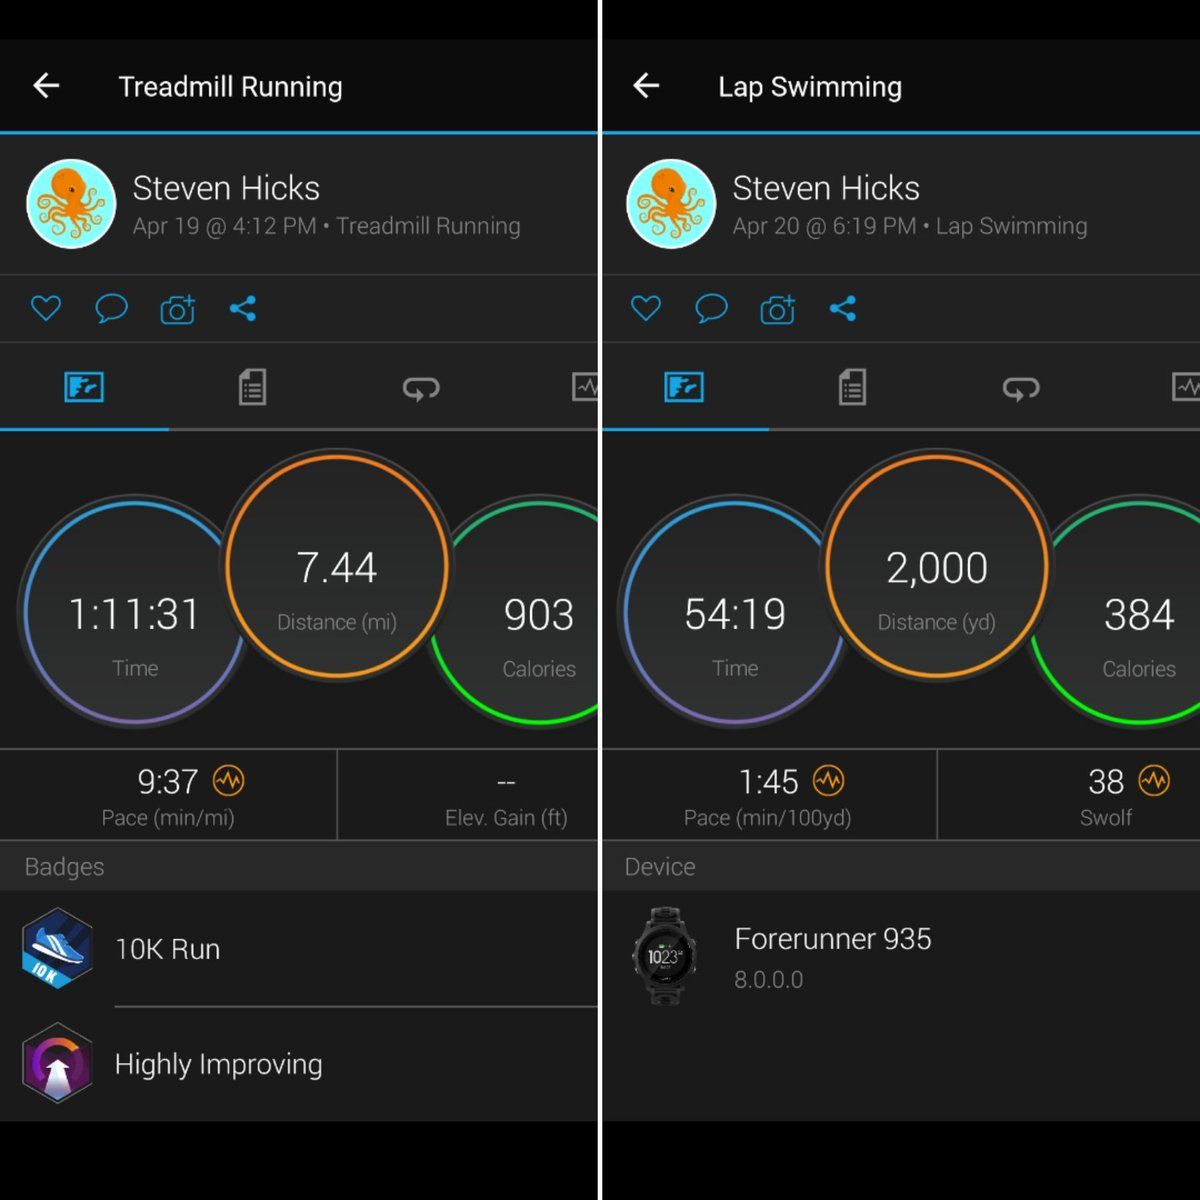 Treadmill Running
Steven Hicks
Apr 19 @ 4:12 PM • Treadmill Running
1:11:31
Time
7.44
Distance (mi)
903
Calories
9:37
Pace (min/mi)
--
Elev. Gain (ft)
Badges
10K
10K Run
Highly Improving
Lap Swimming
Steven Hicks
Apr 20 @ 6:19 PM • Lap Swimming
54:19
Time
2,000
Distance (yd)
384
Calories
1:45
Pace (min/100yd)
38
Swolf
Device
1023
Forerunner 935
8.0.0.0